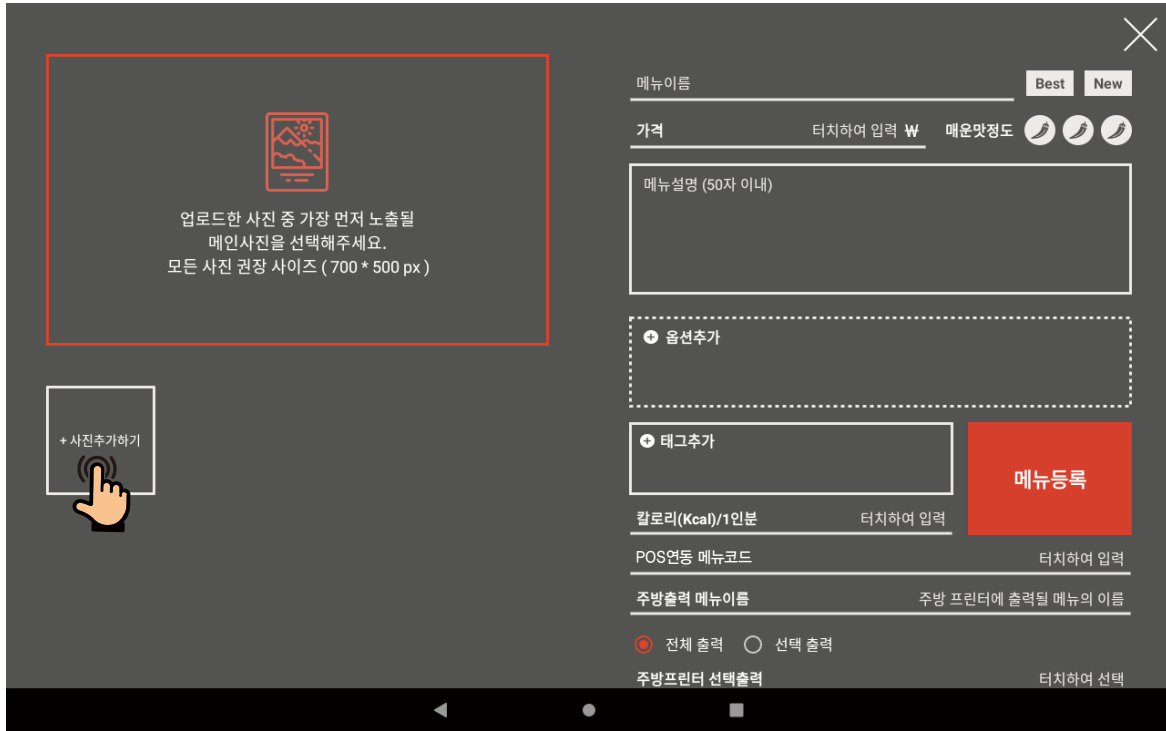 업로드한 사진 중 가장 먼저 노출될
메인사진을 선택해주세요.
모든 사진 권장 사이즈 ( 700 * 500 px )
+ 사진추가하기
메뉴이름
Best New
가격 터치하여 입력 ₩ 매운맛정도
메뉴설명 (50자 이내)
옵션추가
태그추가
메뉴등록
칼로리(Kcal)/1인분 터치하여 입력
POS연동 메뉴코드 터치하여 입력
주방출력 메뉴이름 주방 프린터에 출력될 메뉴의 이름
전체 출력 선택 출력
주방프린터 선택출력 터치하여 선택